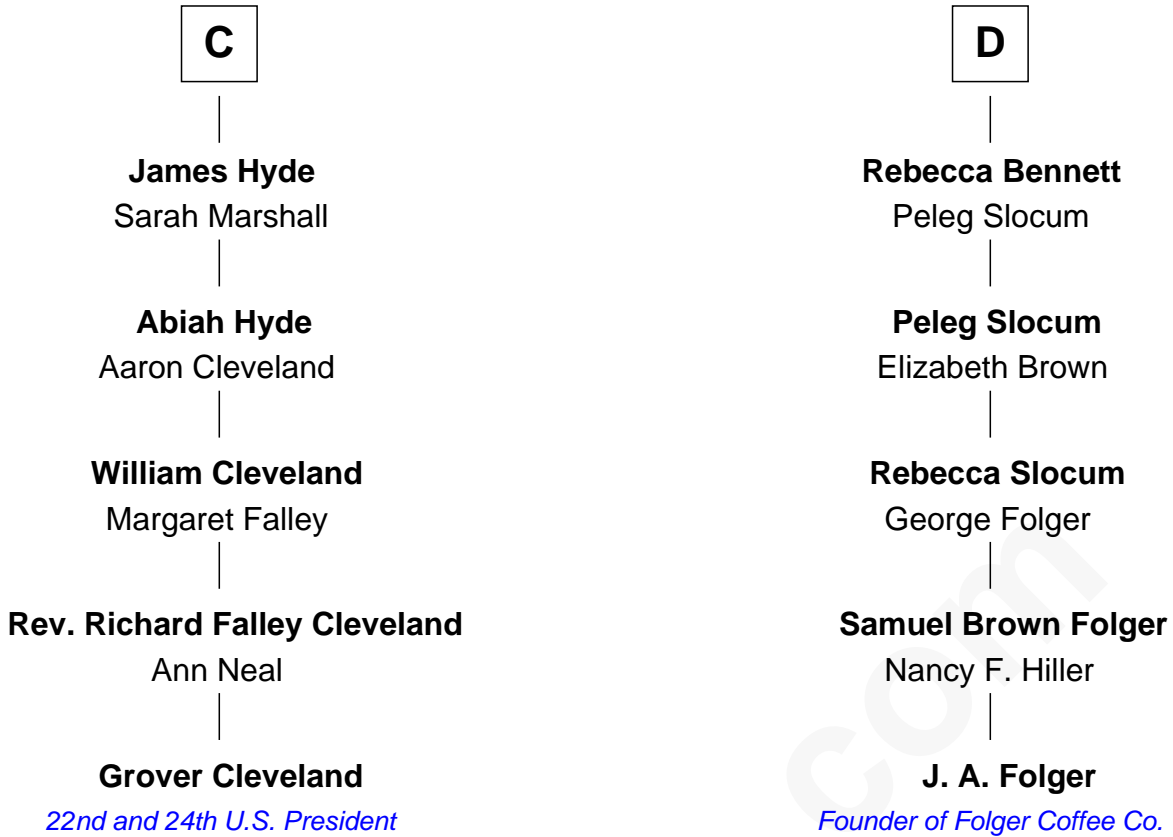 C
James Hyde
Sarah Marshall
Abiah Hyde
Aaron Cleveland
William Cleveland
Margaret Falley
Rev. Richard Falley Cleveland
Ann Neal
Grover Cleveland
22nd and 24th U.S. President
D
Rebecca Bennett
Peleg Slocum
Peleg Slocum
Elizabeth Brown
Rebecca Slocum
George Folger
Samuel Brown Folger
Nancy F. Hiller
J. A. Folger
Founder of Folger Coffee Co.
com